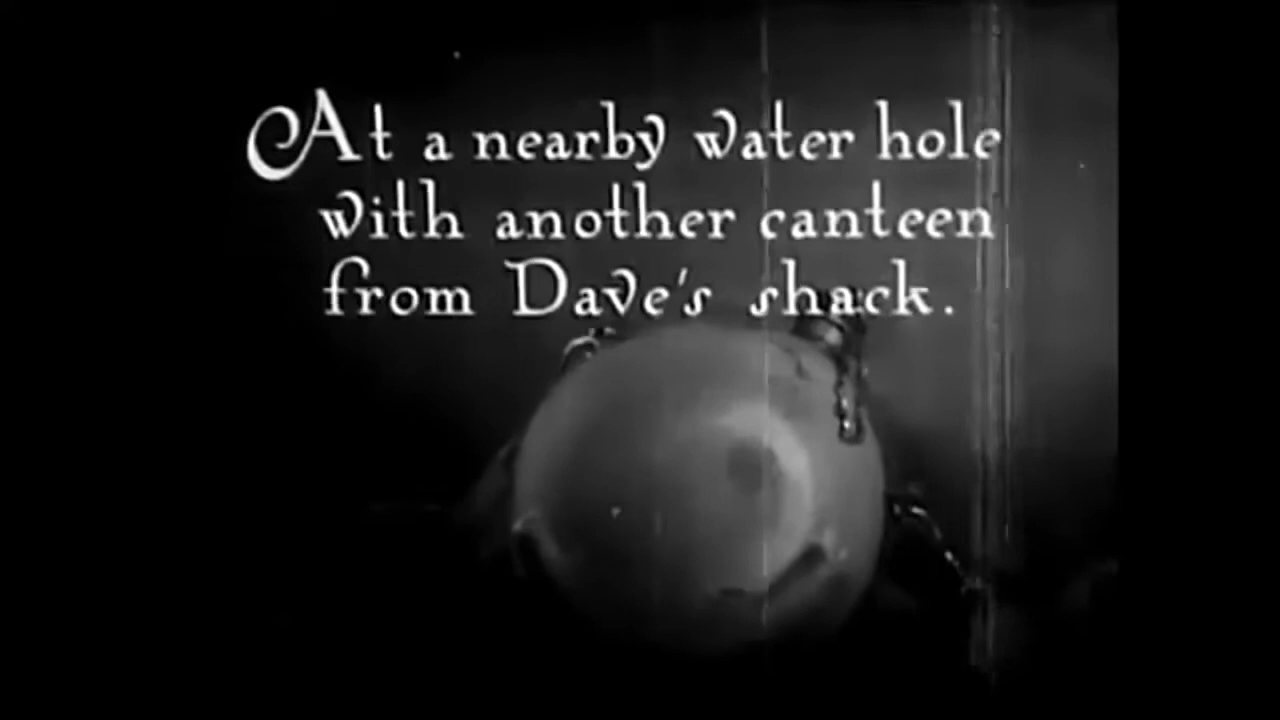 At a nearby water hole
with another canteen
from Dave's shack.